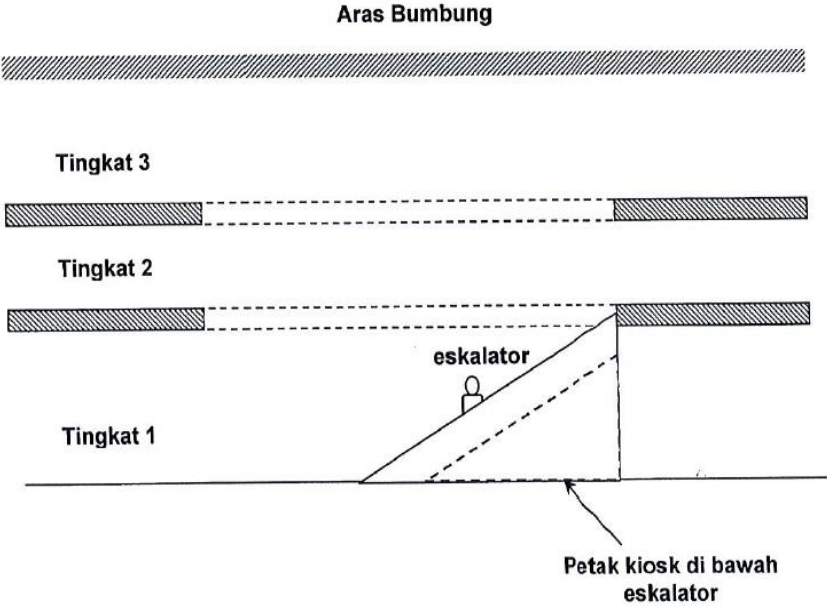 Aras Bumbung
Tingkat 3
Tingkat 2
eskalator
Tingkat 1
Petak kiosk di bawah
eskalator